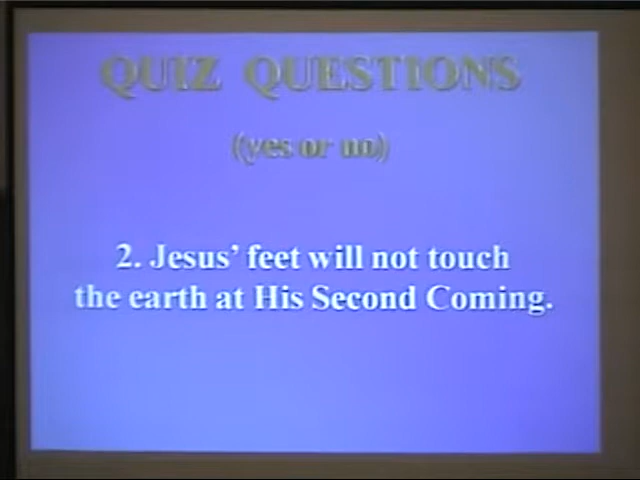 QUIZ QUESTIONS
(yes or no)
2. Jesus’ feet will not touch
the earth at His Second Coming.